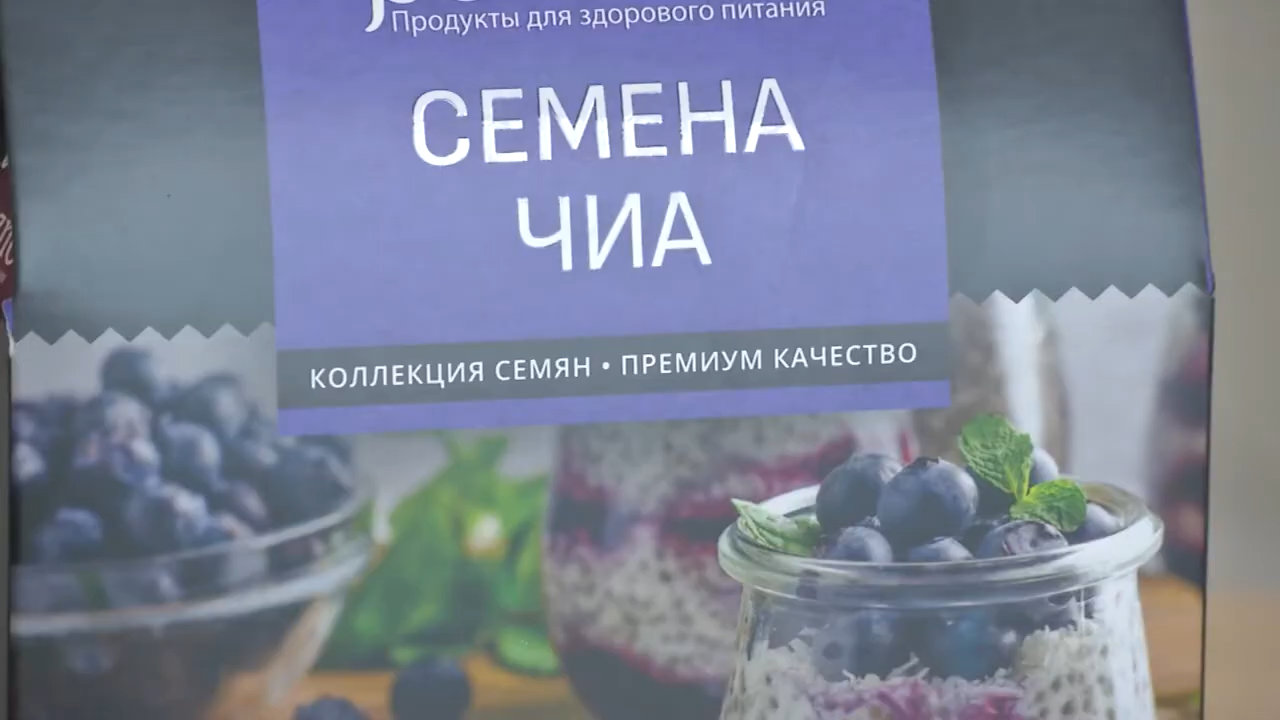 Продукты для здорового питания
СЕМЕНА
ЧИА
КОЛЛЕКЦИЯ СЕМЯН • ПРЕМИУМ КАЧЕСТВО